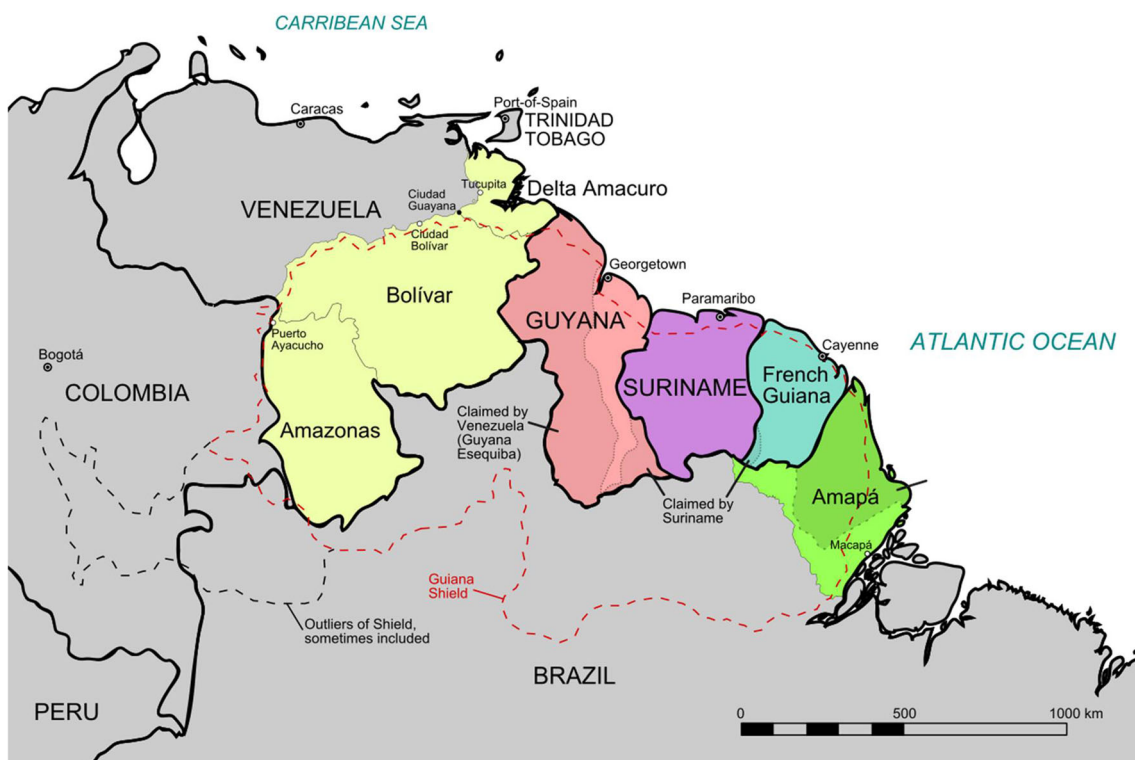 CARRIBEAN SEA
Caracas
Port-of-Spain
TRINIDAD
TOBAGO
Tucupita
Delta Amacuro
Ciudad
Guayana
VENEZUELA
Ciudad
Bolívar
Georgetown
Bolívar
Paramaribo
GUYANA
Puerto
Ayacucho
ATLANTIC OCEAN
Cayenne
Bogotá
French
Guiana
SURINAME
COLOMBIA
Claimed by
Venezuela
(Guyana
Esequiba)
Amazonas
Claimed by
Suriname
Amapá
Macapá
Guiana
Shield
Outliers of Shield,
sometimes included
BRAZIL
PERU
0 500 1000 km